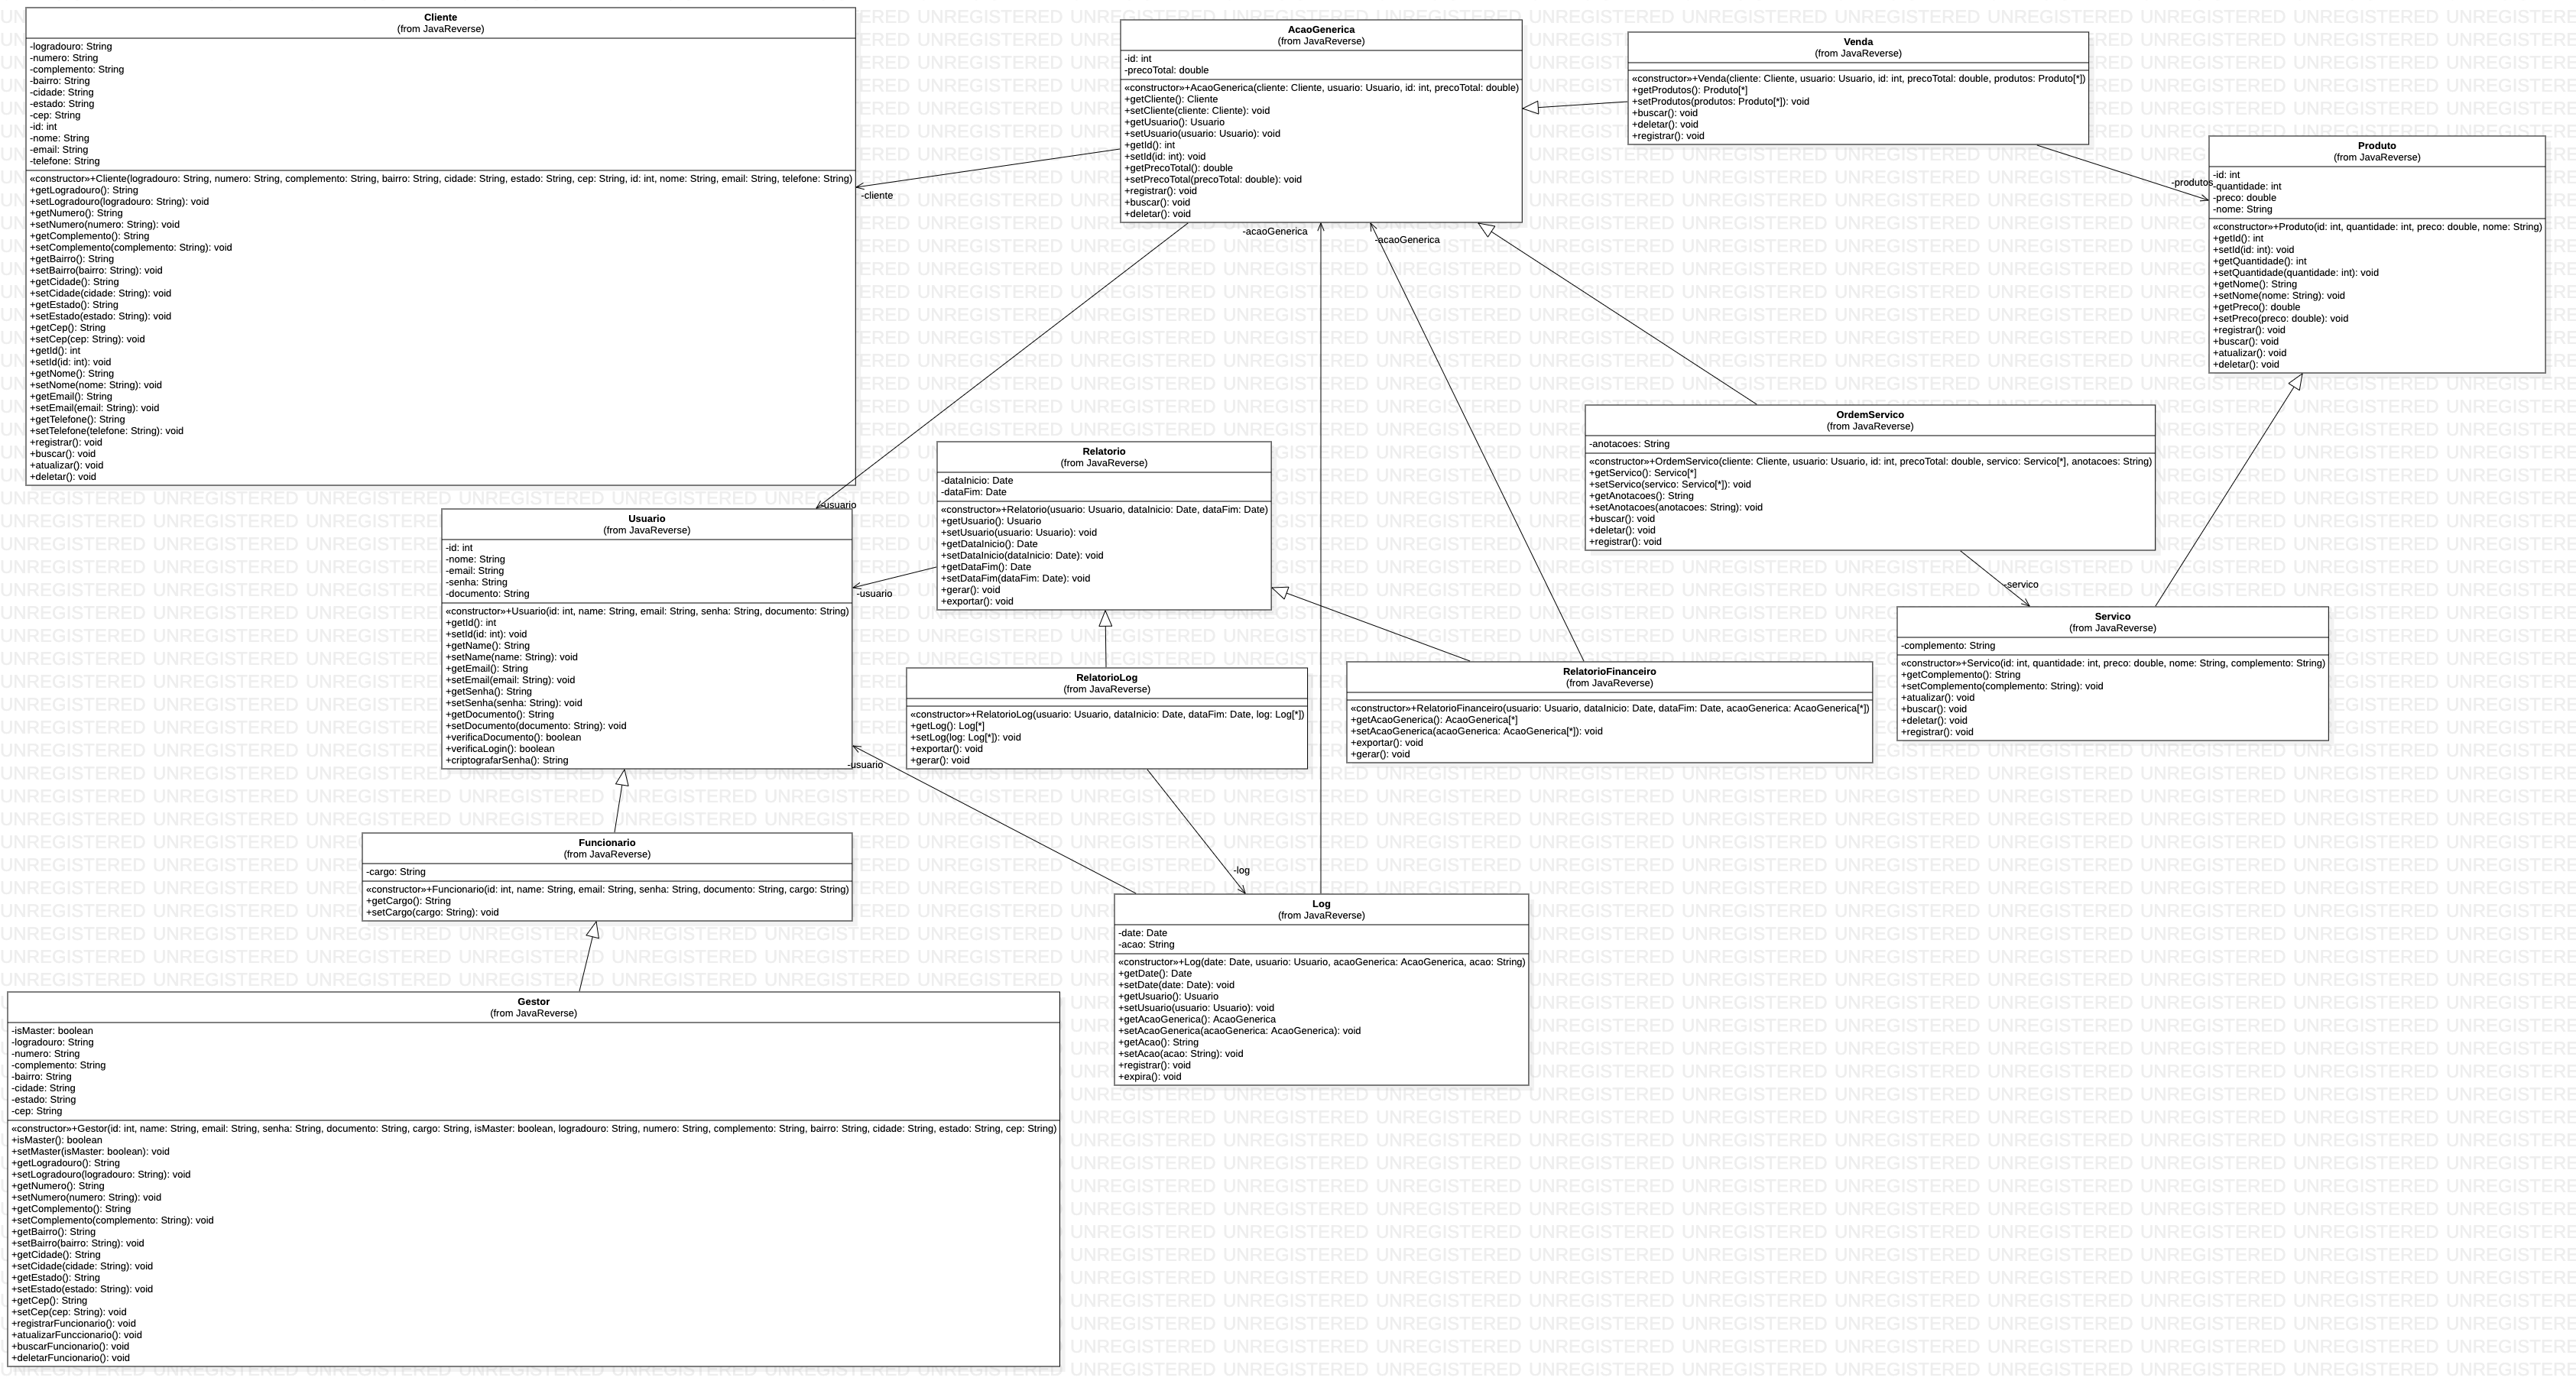 Cliente
(from JavaReverse)
-logradouro: String
-numero: String
-complemento: String
-bairro: String
-cidade: String
-estado: String
-cep: String
-id: int
-nome: String
-email: String
-telefone: String
«constructor»+Cliente(logradouro: String, numero: String, complemento: String, bairro: String, cidade: String, estado: String, cep: String, id: int, nome: String, email: String, telefone: String)
+getLogradouro(): String
+setLogradouro(logradouro: String): void
+getNumero(): String
+setNumero(numero: String): void
+getComplemento(): String
+setComplemento(complemento: String): void
+getBairro(): String
+setBairro(bairro: String): void
+getCidade(): String
+setCidade(cidade: String): void
+getEstado(): String
+setEstado(estado: String): void
+getCep(): String
+setCep(cep: String): void
+getId(): int
+setId(id: int): void
+getNome(): String
+setNome(nome: String): void
+getEmail(): String
+setEmail(email: String): void
+getTelefone(): String
+setTelefone(telefone: String): void
+registrar(): void
+buscar(): void
+atualizar(): void
+deletar(): void
AcaoGenerica
(from JavaReverse)
-id: int
-precoTotal: double
«constructor»+AcaoGenerica(cliente: Cliente, usuario: Usuario, id: int, precoTotal: double)
+getCliente(): Cliente
+setCliente(cliente: Cliente): void
+getUsuario(): Usuario
+setUsuario(usuario: Usuario): void
+getId(): int
+setId(id: int): void
+getPrecoTotal(): double
+setPrecoTotal(precoTotal: double): void
+registrar(): void
+buscar(): void
+deletar(): void
Venda
(from JavaReverse)
«constructor»+Venda(cliente: Cliente, usuario: Usuario, id: int, precoTotal: double, produtos: Produto[*])
+getProdutos(): Produto[*]
+setProdutos(produtos: Produto[*]): void
+buscar(): void
+deletar(): void
+registrar(): void
Produto
(from JavaReverse)
-id: int
-quantidade: int
-preco: double
-nome: String
«constructor»+Produto(id: int, quantidade: int, preco: double, nome: String)
+getId(): int
+setId(id: int): void
+getQuantidade(): int
+setQuantidade(quantidade: int): void
+getNome(): String
+setNome(nome: String): void
+getPreco(): double
+setPreco(preco: double): void
+registrar(): void
+buscar(): void
+atualizar(): void
+deletar(): void
-cliente
-produtos
-acaoGenerica
-acaoGenerica
-usuario
-usuario
-usuario
-servico
-log
OrdemServico
(from JavaReverse)
-anotacoes: String
«constructor»+OrdemServico(cliente: Cliente, usuario: Usuario, id: int, precoTotal: double, servico: Servico[*], anotacoes: String)
+getServico(): Servico[*]
+setServico(servico: Servico[*]): void
+getAnotacoes(): String
+setAnotacoes(anotacoes: String): void
+buscar(): void
+deletar(): void
+registrar(): void
Relatorio
(from JavaReverse)
-dataInicio: Date
-dataFim: Date
«constructor»+Relatorio(usuario: Usuario, dataInicio: Date, dataFim: Date)
+getUsuario(): Usuario
+setUsuario(usuario: Usuario): void
+getDataInicio(): Date
+setDataInicio(dataInicio: Date): void
+getDataFim(): Date
+setDataFim(dataFim: Date): void
+gerar(): void
+exportar(): void
Usuario
(from JavaReverse)
-id: int
-nome: String
-email: String
-senha: String
-documento: String
«constructor»+Usuario(id: int, name: String, email: String, senha: String, documento: String)
+getId(): int
+setId(id: int): void
+getName(): String
+setName(name: String): void
+getEmail(): String
+setEmail(email: String): void
+getSenha(): String
+setSenha(senha: String): void
+getDocumento(): String
+setDocumento(documento: String): void
+verificaDocumento(): boolean
+verificaLogin(): boolean
+criptografarSenha(): String
Servico
(from JavaReverse)
-complemento: String
«constructor»+Servico(id: int, quantidade: int, preco: double, nome: String, complemento: String)
+getComplemento(): String
+setComplemento(complemento: String): void
+atualizar(): void
+buscar(): void
+deletar(): void
+registrar(): void
RelatorioLog
(from JavaReverse)
«constructor»+RelatorioLog(usuario: Usuario, dataInicio: Date, dataFim: Date, log: Log[*])
+getLog(): Log[*]
+setLog(log: Log[*]): void
+exportar(): void
+gerar(): void
RelatorioFinanceiro
(from JavaReverse)
«constructor»+RelatorioFinanceiro(usuario: Usuario, dataInicio: Date, dataFim: Date, acaoGenerica: AcaoGenerica[*])
+getAcaoGenerica(): AcaoGenerica[*]
+setAcaoGenerica(acaoGenerica: AcaoGenerica[*]): void
+exportar(): void
+gerar(): void
Funcionario
(from JavaReverse)
-cargo: String
«constructor»+Funcionario(id: int, name: String, email: String, senha: String, documento: String, cargo: String)
+getCargo(): String
+setCargo(cargo: String): void
Log
(from JavaReverse)
-date: Date
-acao: String
«constructor»+Log(date: Date, usuario: Usuario, acaoGenerica: AcaoGenerica, acao: String)
+getDate(): Date
+setDate(date: Date): void
+getUsuario(): Usuario
+setUsuario(usuario: Usuario): void
+getAcaoGenerica(): AcaoGenerica
+setAcaoGenerica(acaoGenerica: AcaoGenerica): void
+getAcao(): String
+setAcao(acao: String): void
+registrar(): void
+expira(): void
Gestor
(from JavaReverse)
-isMaster: boolean
-logradouro: String
-numero: String
-complemento: String
-bairro: String
-cidade: String
-estado: String
-cep: String
«constructor»+Gestor(id: int, name: String, email: String, senha: String, documento: String, cargo: String, isMaster: boolean, logradouro: String, numero: String, complemento: String, bairro: String, cidade: String, estado: String, cep: String)
+isMaster(): boolean
+setMaster(isMaster: boolean): void
+getLogradouro(): String
+setLogradouro(logradouro: String): void
+getNumero(): String
+setNumero(numero: String): void
+getComplemento(): String
+setComplemento(complemento: String): void
+getBairro(): String
+setBairro(bairro: String): void
+getCidade(): String
+setCidade(cidade: String): void
+getEstado(): String
+setEstado(estado: String): void
+getCep(): String
+setCep(cep: String): void
+registrarFuncionario(): void
+atualizarFunccionario(): void
+buscarFuncionario(): void
+deletarFuncionario(): void
UNREGISTERED